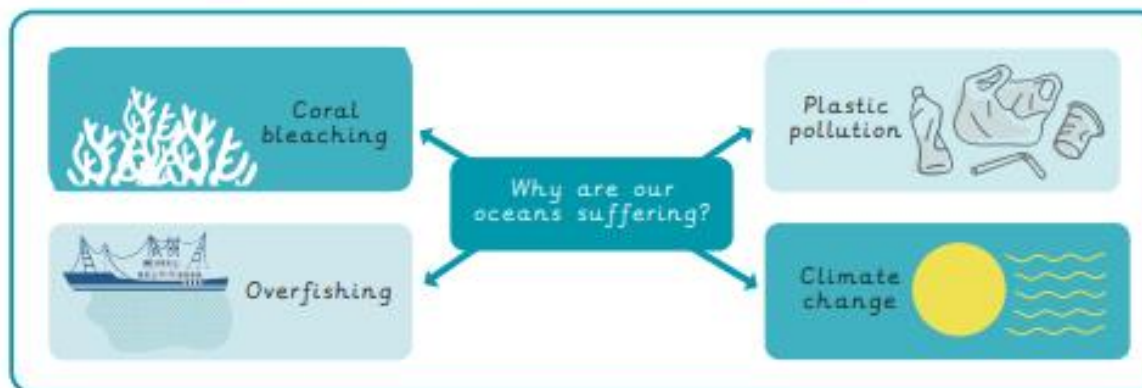 Coral
bleaching
Plastic
pollution
Why are our
oceans suffering?
Overfishing
Climate
change